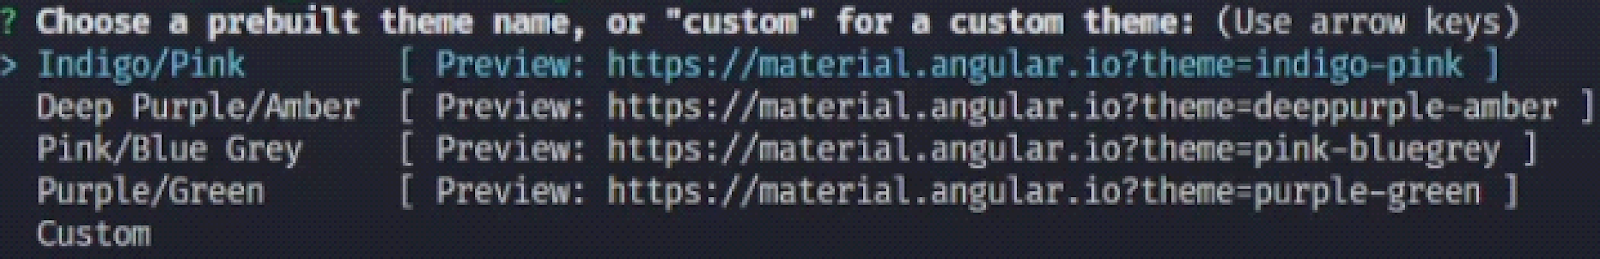 ? Choose a prebuilt theme name, or "custom" for a custom theme: (Use arrow keys)
> Indigo/Pink [ Preview: https://material.angular.io?theme=indigo-pink ]
Deep Purple/Amber [ Preview: https://material.angular.io?theme=deeppurple-amber ]
Pink/Blue Grey [ Preview: https://material.angular.io?theme=pink-bluegrey ]
Purple/Green [ Preview: https://material.angular.io?theme=purple-green ]
Custom